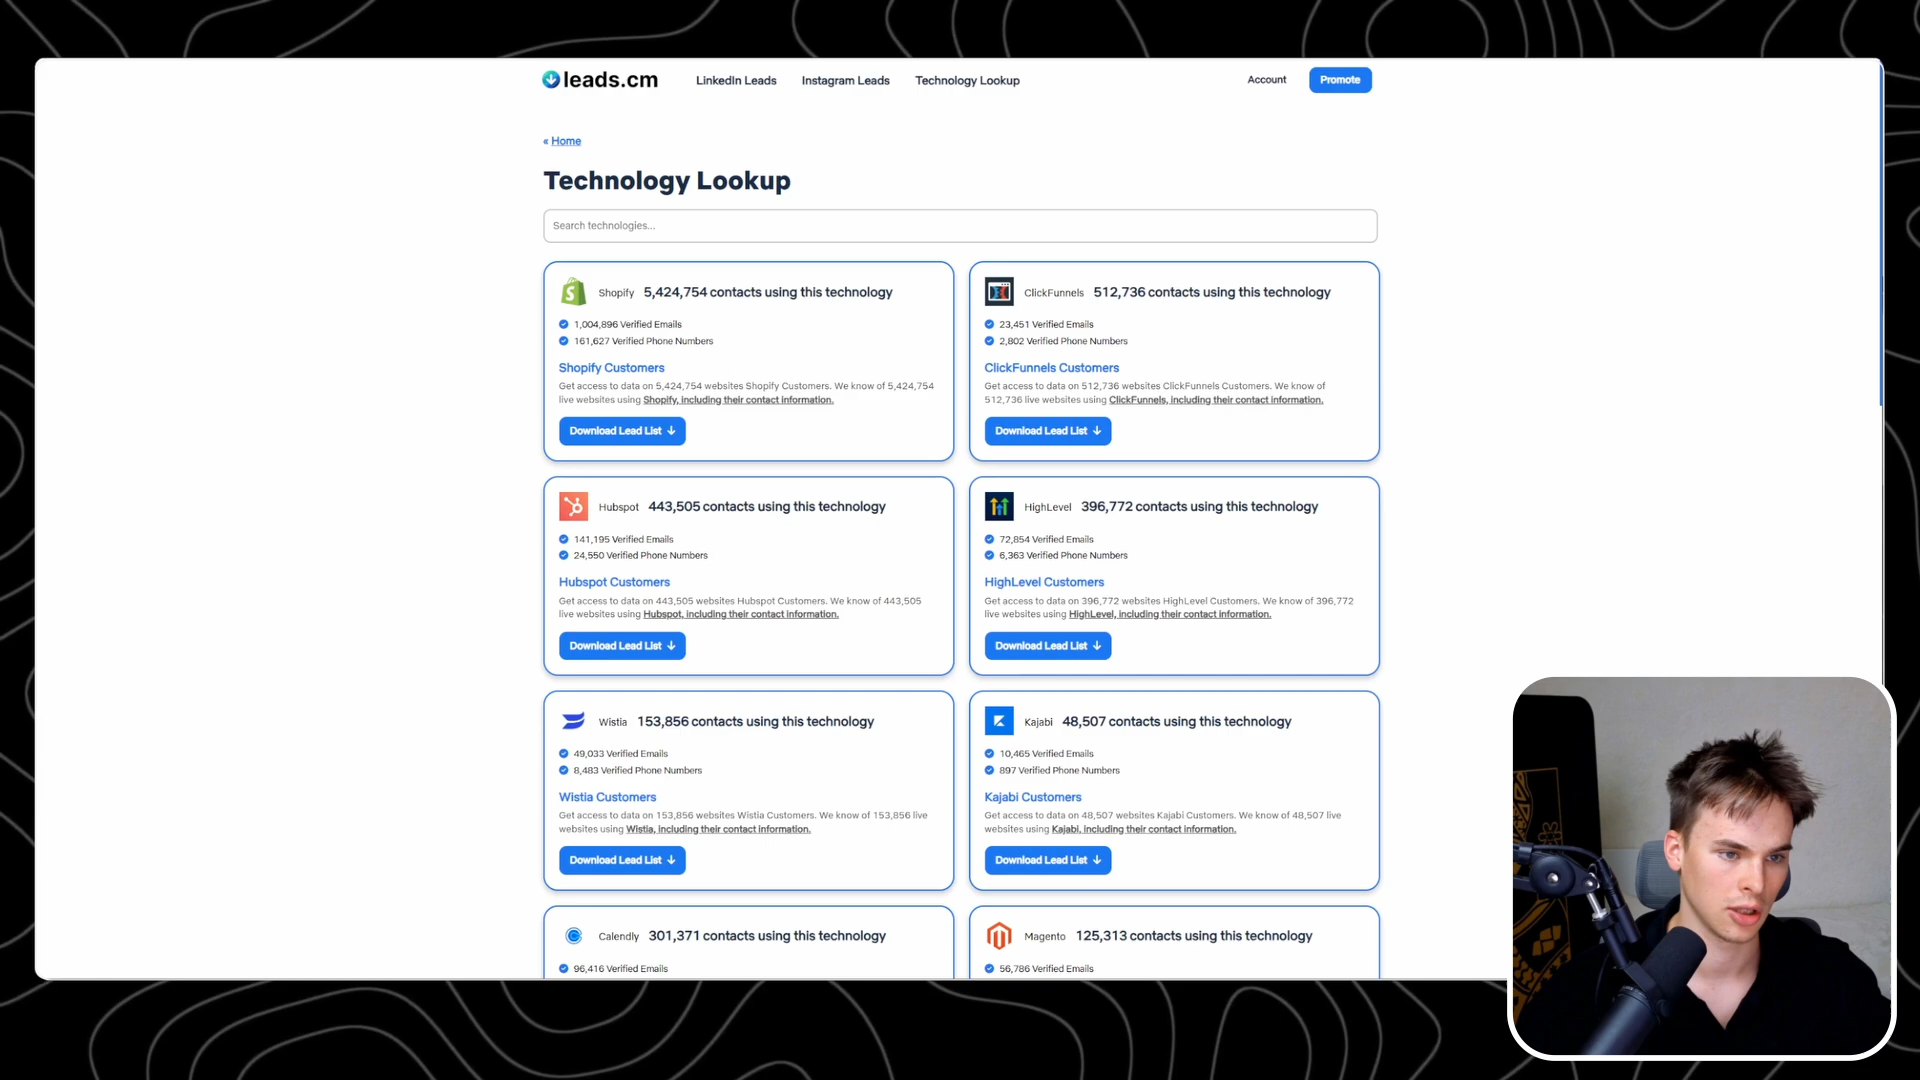 leads.cm
LinkedIn Leads
Instagram Leads
Technology Lookup
Account
Promote
« Home
Technology Lookup
Search technologies...
Shopify 5,424,754 contacts using this technology
1,004,896 Verified Emails
161,627 Verified Phone Numbers
Shopify Customers
Get access to data on 5,424,754 websites Shopify Customers. We know of 5,424,754
live websites using Shopify, including their contact information.
Download Lead List ↓
ClickFunnels 512,736 contacts using this technology
23,451 Verified Emails
2,802 Verified Phone Numbers
ClickFunnels Customers
Get access to data on 512,736 websites ClickFunnels Customers. We know of
512,736 live websites using ClickFunnels, including their contact information.
Download Lead List ↓
Hubspot 443,505 contacts using this technology
141,195 Verified Emails
24,550 Verified Phone Numbers
Hubspot Customers
Get access to data on 443,505 websites Hubspot Customers. We know of 443,505
live websites using Hubspot, including their contact information.
Download Lead List ↓
HighLevel 396,772 contacts using this technology
72,854 Verified Emails
6,363 Verified Phone Numbers
HighLevel Customers
Get access to data on 396,772 websites HighLevel Customers. We know of 396,772
live websites using HighLevel, including their contact information.
Download Lead List ↓
Wistia 153,856 contacts using this technology
49,033 Verified Emails
8,483 Verified Phone Numbers
Wistia Customers
Get access to data on 153,856 websites Wistia Customers. We know of 153,856 live
websites using Wistia, including their contact information.
Download Lead List ↓
Kajabi 48,507 contacts using this technology
10,465 Verified Emails
897 Verified Phone Numbers
Kajabi Customers
Get access to data on 48,507 websites Kajabi Customers. We know of 48,507 live
websites using Kajabi, including their contact information.
Download Lead List ↓
Calendly 301,371 contacts using this technology
96,416 Verified Emails
Magento 125,313 contacts using this technology
56,786 Verified Emails